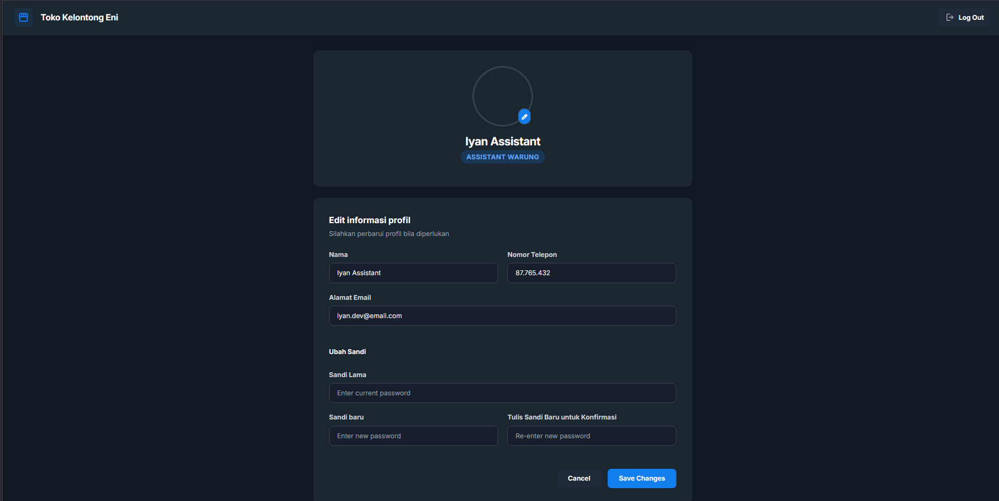 Toko Kelontong Eni
Log Out
Iyan Assistant
ASSISTANT WARUNG
Edit informasi profil
Silahkan perbarui profil bila diperlukan
Nama
Nomor Telepon
Iyan Assistant
87.765.432
Alamat Email
iyan.dev@email.com
Ubah Sandi
Sandi Lama
Enter current password
Sandi baru
Tulis Sandi Baru untuk Konfirmasi
Enter new password
Re-enter new password
Cancel
Save Changes